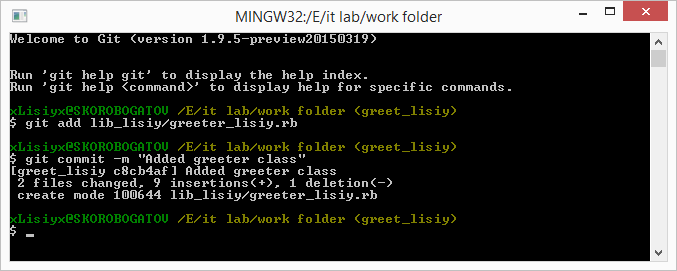 MINGW32:/E/it lab/work folder
Welcome to Git (version 1.9.5-preview20150319)
Run 'git help git' to display the help index.
Run 'git help <command>' to display help for specific commands.
xLisiyx@SKOROBOGATOV /E/it lab/work folder (greet_lisiy)
$ git add lib_lisiy/greeter_lisiy.rb
xLisiyx@SKOROBOGATOV /E/it lab/work folder (greet_lisiy)
$ git commit -m "Added greeter class"
[greet_lisiy c8cb4af] Added greeter class
 2 files changed, 9 insertions(+), 1 deletion(-)
 create mode 100644 lib_lisiy/greeter_lisiy.rb
xLisiyx@SKOROBOGATOV /E/it lab/work folder (greet_lisiy)
$ _